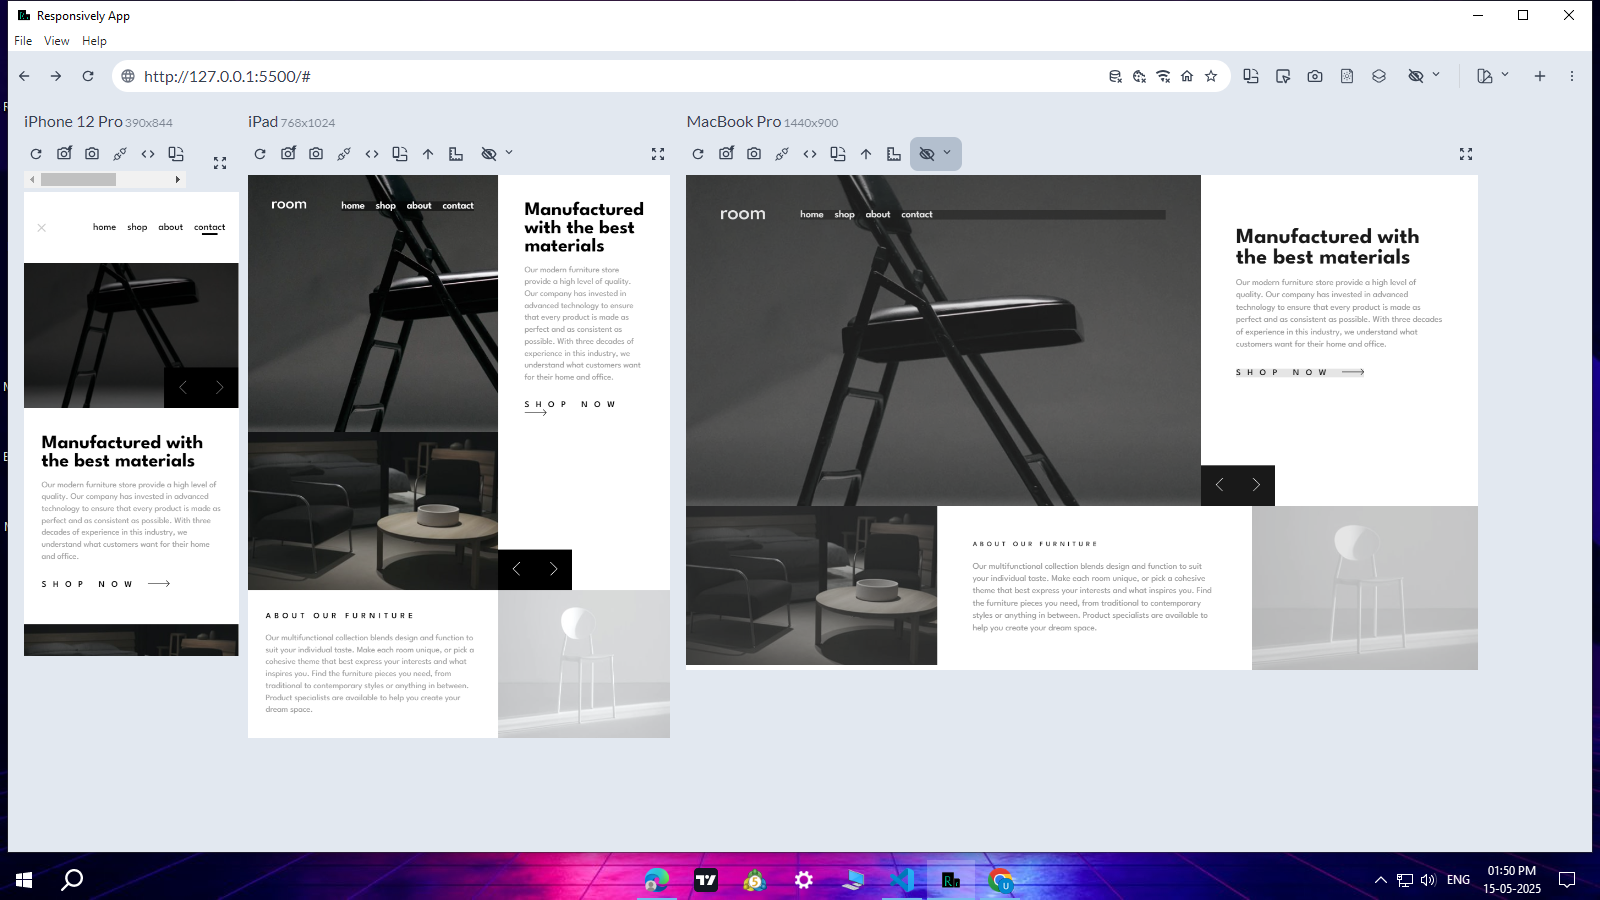 Responsively App
File View Help
http://127.0.0.1:5500/#
iPhone 12 Pro 390x844
home shop about contact
Manufactured with
the best materials
Our modern furniture store provide a high level of
quality. Our company has invested in advanced
technology to ensure that every product is made as
perfect and as consistent as possible. With three
decades of experience in this industry, we
understand what customers want for their home
and office.
SHOP NOW
iPad 768x1024
room home shop about contact
Manufactured
with the best
materials
Our modern furniture store
provide a high level of quality.
Our company has invested in
advanced technology to ensure
that every product is made as
perfect and as consistent as
possible. With three decades of
experience in this industry, we
understand what customers want
for their home and office.
SHOP NOW
ABOUT OUR FURNITURE
Our multifunctional collection blends design and function to
suit your individual taste. Make each room unique, or pick a
cohesive theme that best express your interests and what
inspires you. Find the furniture pieces you need, from
traditional to contemporary styles or anything in between.
Product specialists are available to help you create your
dream space.
MacBook Pro 1440x900
room home shop about contact
Manufactured with
the best materials
Our modern furniture store provide a high level of
quality. Our company has invested in advanced
technology to ensure that every product is made as
perfect and as consistent as possible. With three decades
of experience in this industry, we understand what
customers want for their home and office.
SHOP NOW
ABOUT OUR FURNITURE
Our multifunctional collection blends design and function to suit
your individual taste. Make each room unique, or pick a cohesive
theme that best express your interests and what inspires you. Find
the furniture pieces you need, from traditional to contemporary
styles or anything in between. Product specialists are available to
help you create your dream space.
ENG
01:50 PM
15-05-2025